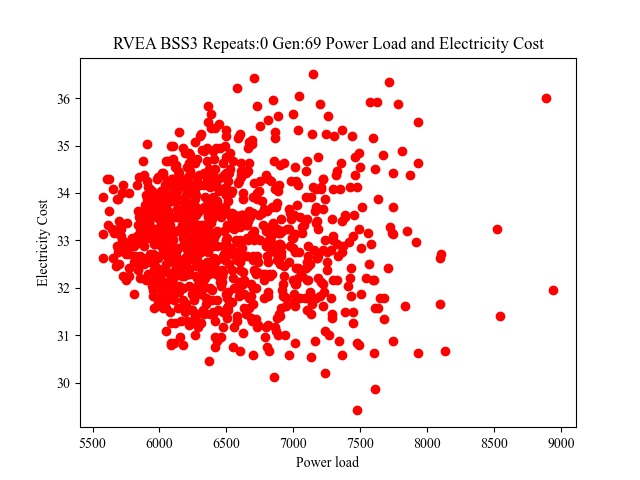 RVEA BSS3 Repeats:0 Gen:69 Power Load and Electricity Cost
36
35
34
33
32
31
30
Electricity Cost
5500 6000 6500 7000 7500 8000 8500 9000
Power load